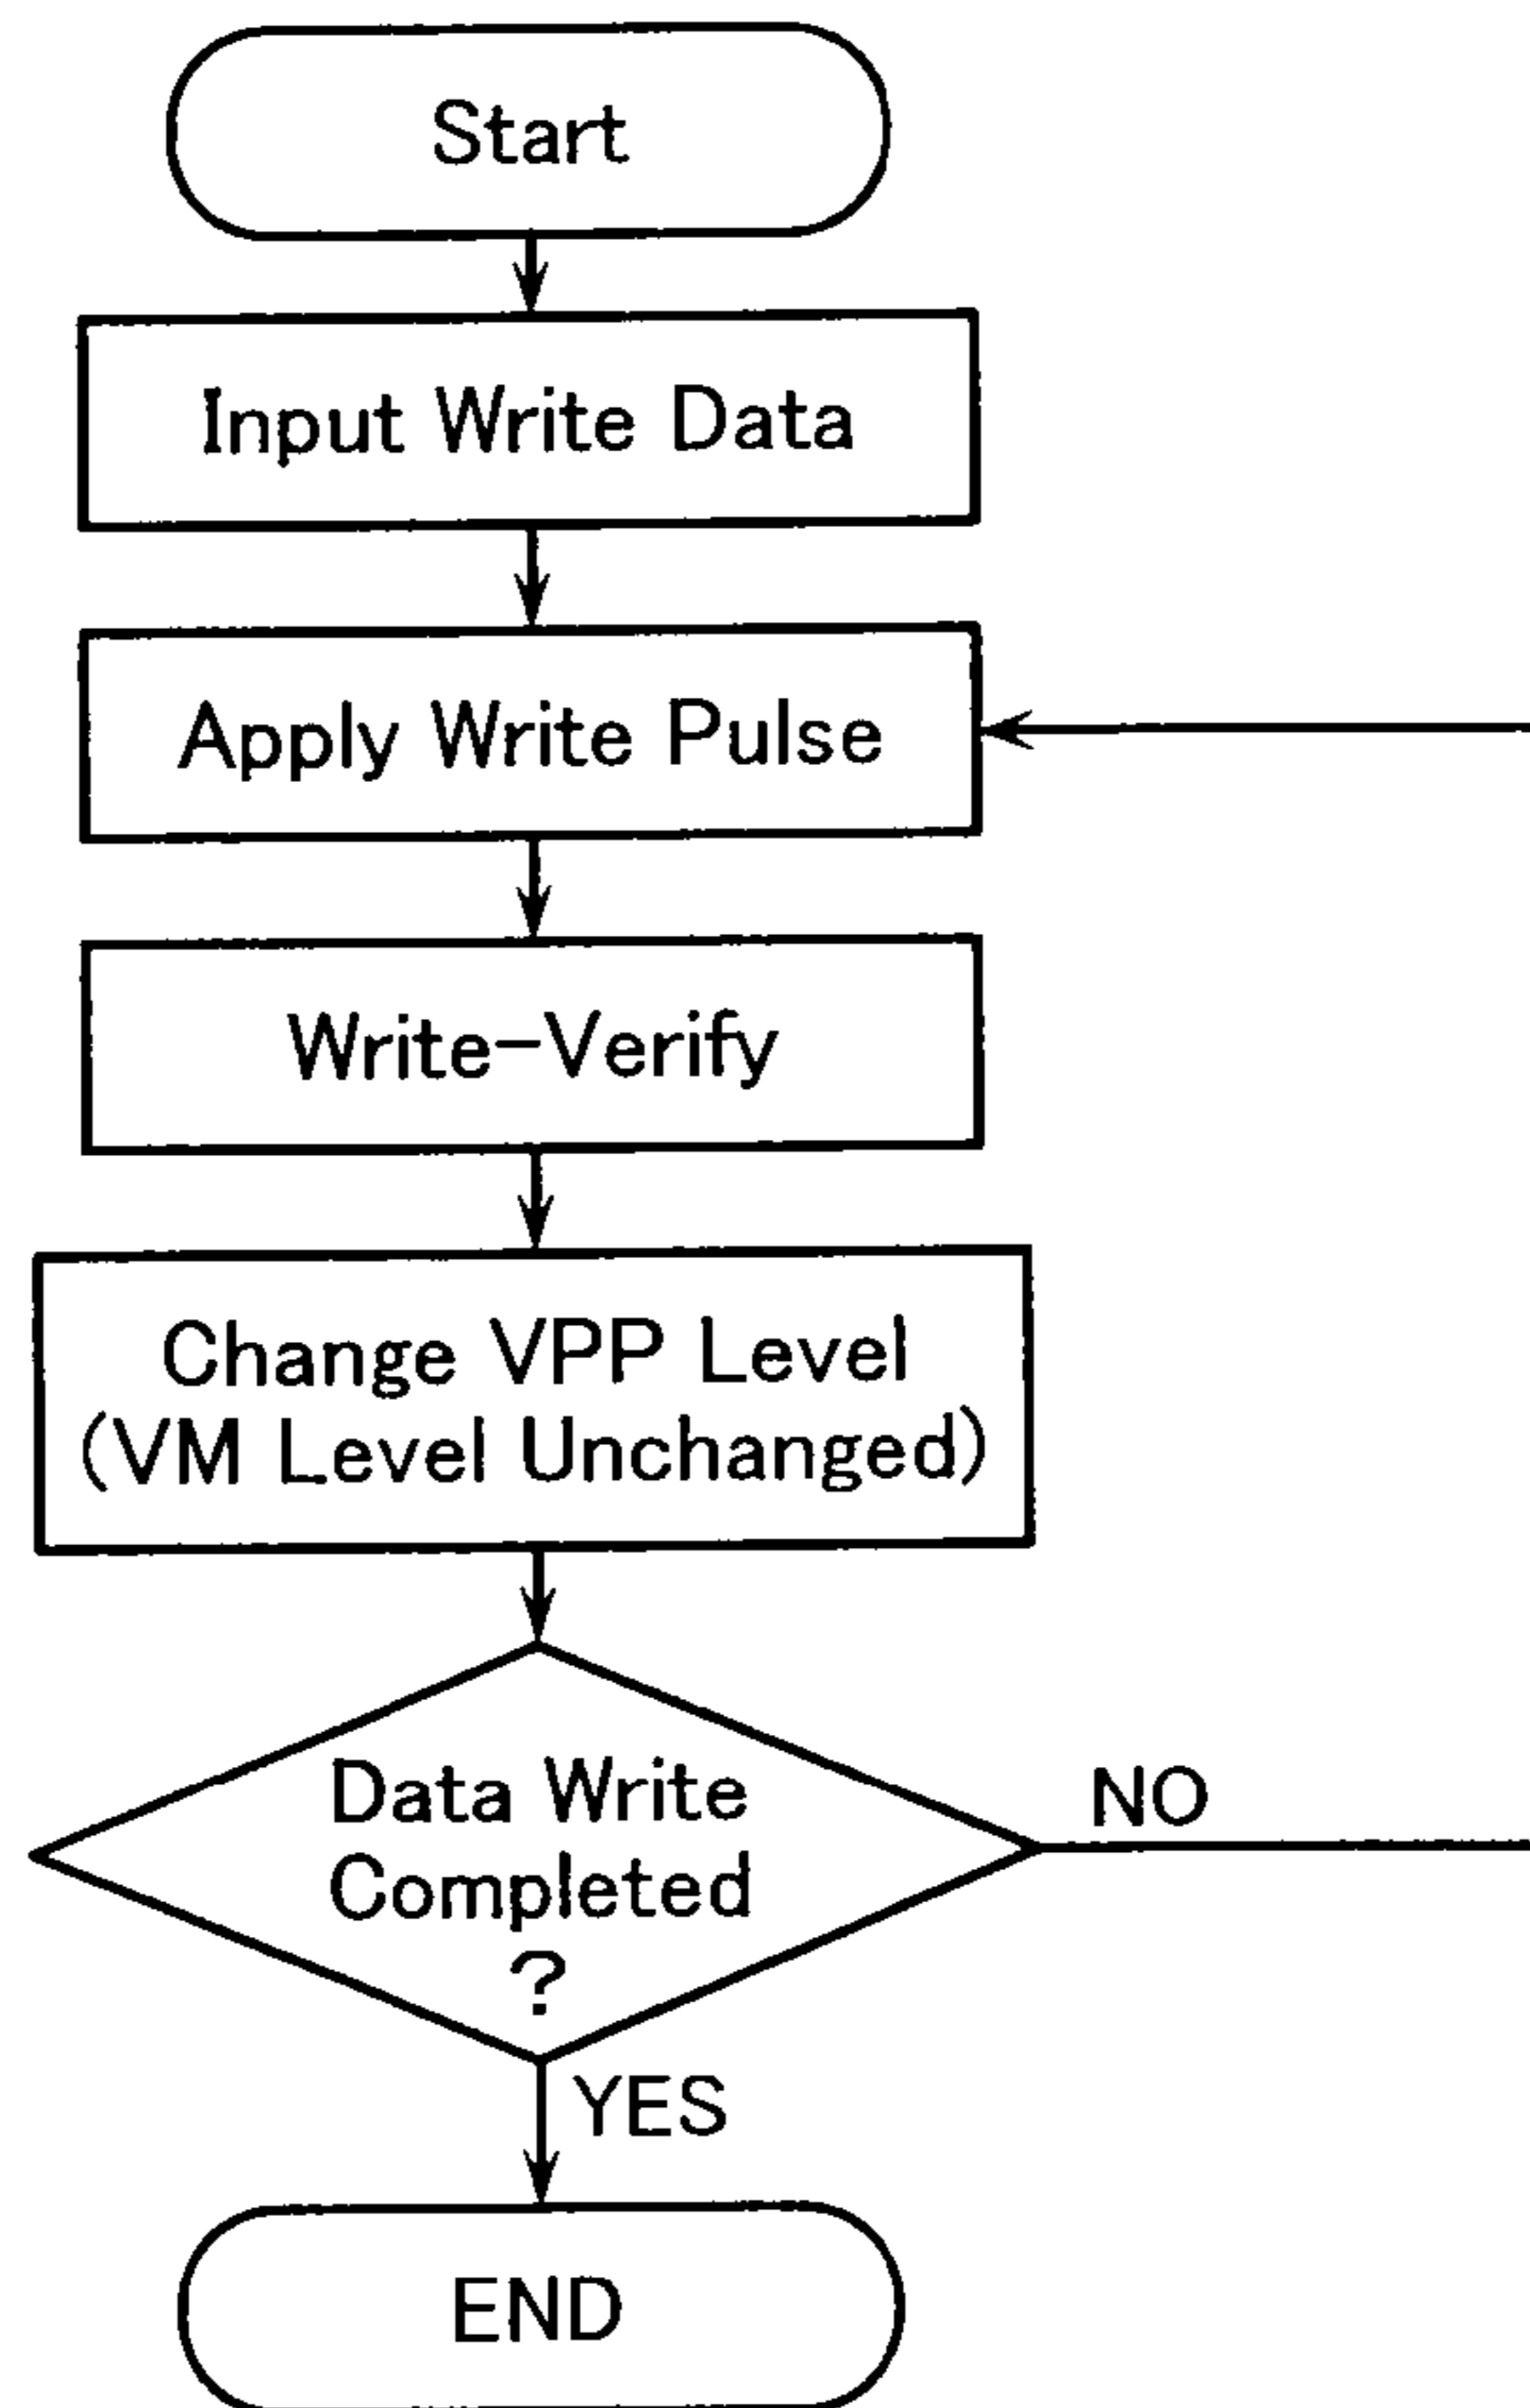 Start
Input Write Data
Apply Write Pulse
Write-Verify
Change VPP Level
(VM Level Unchanged)
Data Write
Completed
?
NO
YES
END